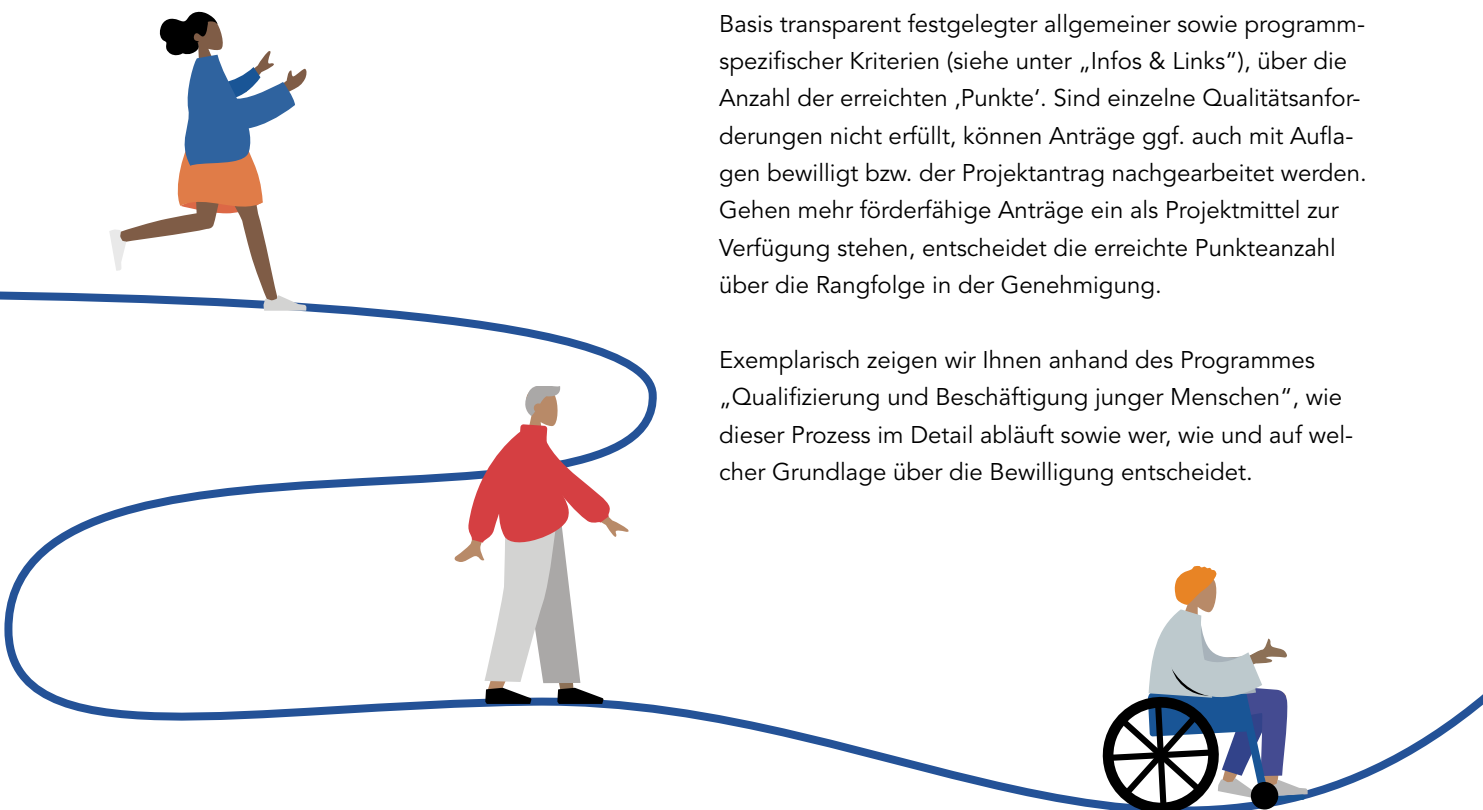 Basis transparent festgelegter allgemeiner sowie programm-
spezifischer Kriterien (siehe unter „Infos & Links“), über die
Anzahl der erreichten ‚Punkte‘. Sind einzelne Qualitätsanfor-
derungen nicht erfüllt, können Anträge ggf. auch mit Aufla-
gen bewilligt bzw. der Projektantrag nachgearbeitet werden.
Gehen mehr förderfähige Anträge ein als Projektmittel zur
Verfügung stehen, entscheidet die erreichte Punkteanzahl
über die Rangfolge in der Genehmigung.
Exemplarisch zeigen wir Ihnen anhand des Programmes
„Qualifizierung und Beschäftigung junger Menschen“, wie
dieser Prozess im Detail abläuft sowie wer, wie und auf wel-
cher Grundlage über die Bewilligung entscheidet.